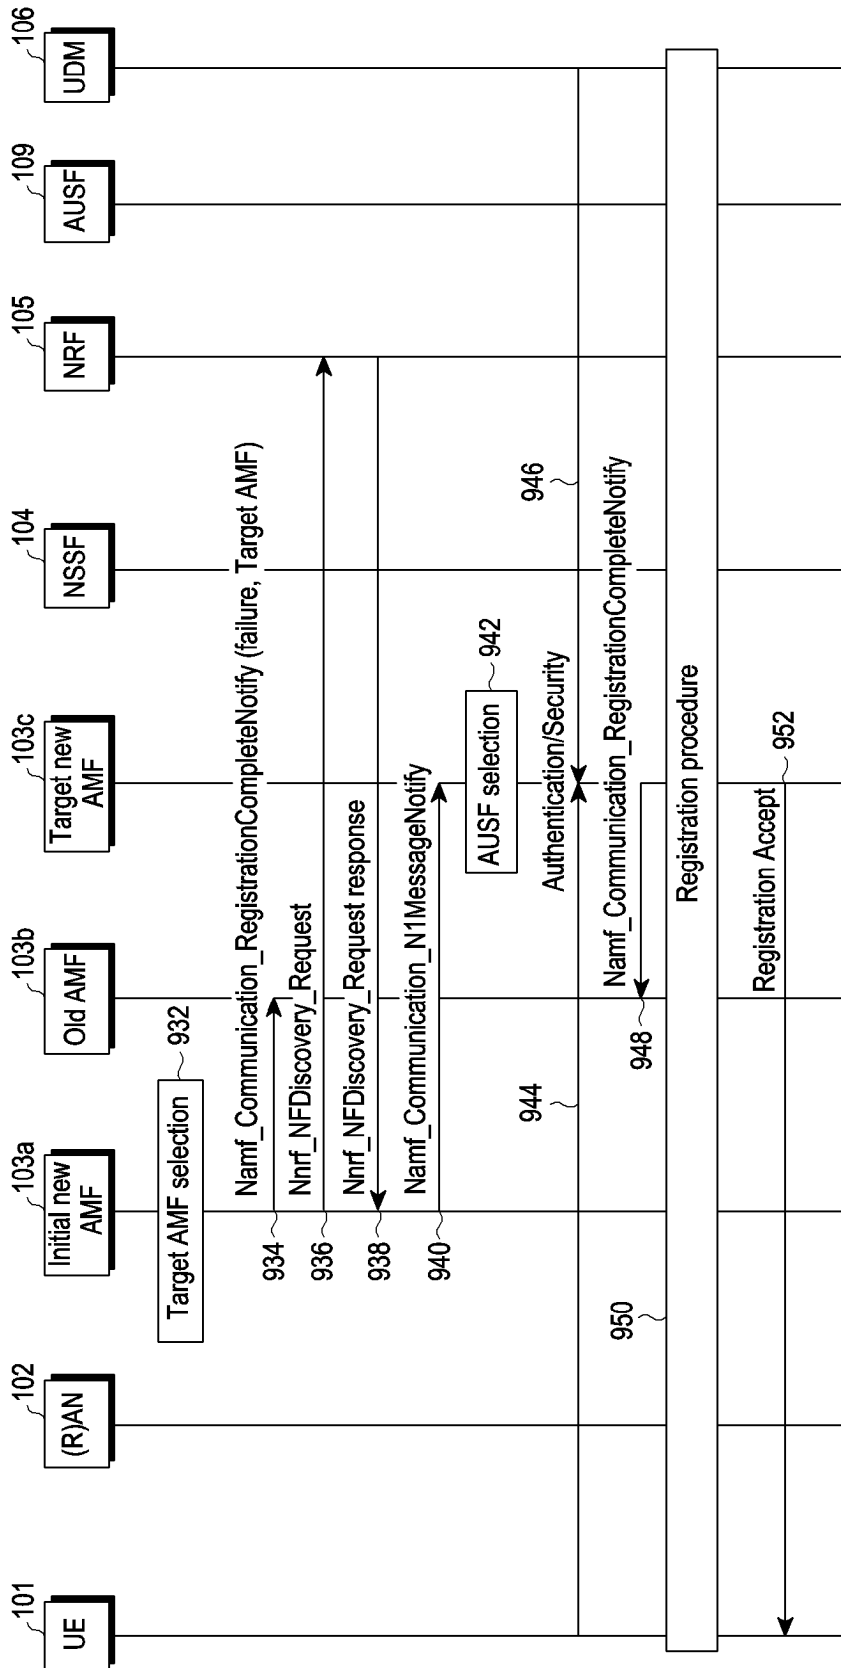 101
102
103a
103b
103c
104
105
109
106
UE
(R)AN
Initial new
AMF
Old AMF
Target new
AMF
NSSF
NRF
AUSF
UDM
Target AMF selection
932
Namf_Communication_RegistrationCompleteNotify (failure, Target AMF)
934
Nnrf_NFDiscovery_Request
936
Nnrf_NFDiscovery_Request response
938
Namf_Communication_N1MessageNotify
940
AUSF selection
942
944
Authentication/Security
946
Namf_Communication_RegistrationCompleteNotify
948
950
Registration procedure
Registration Accept
952